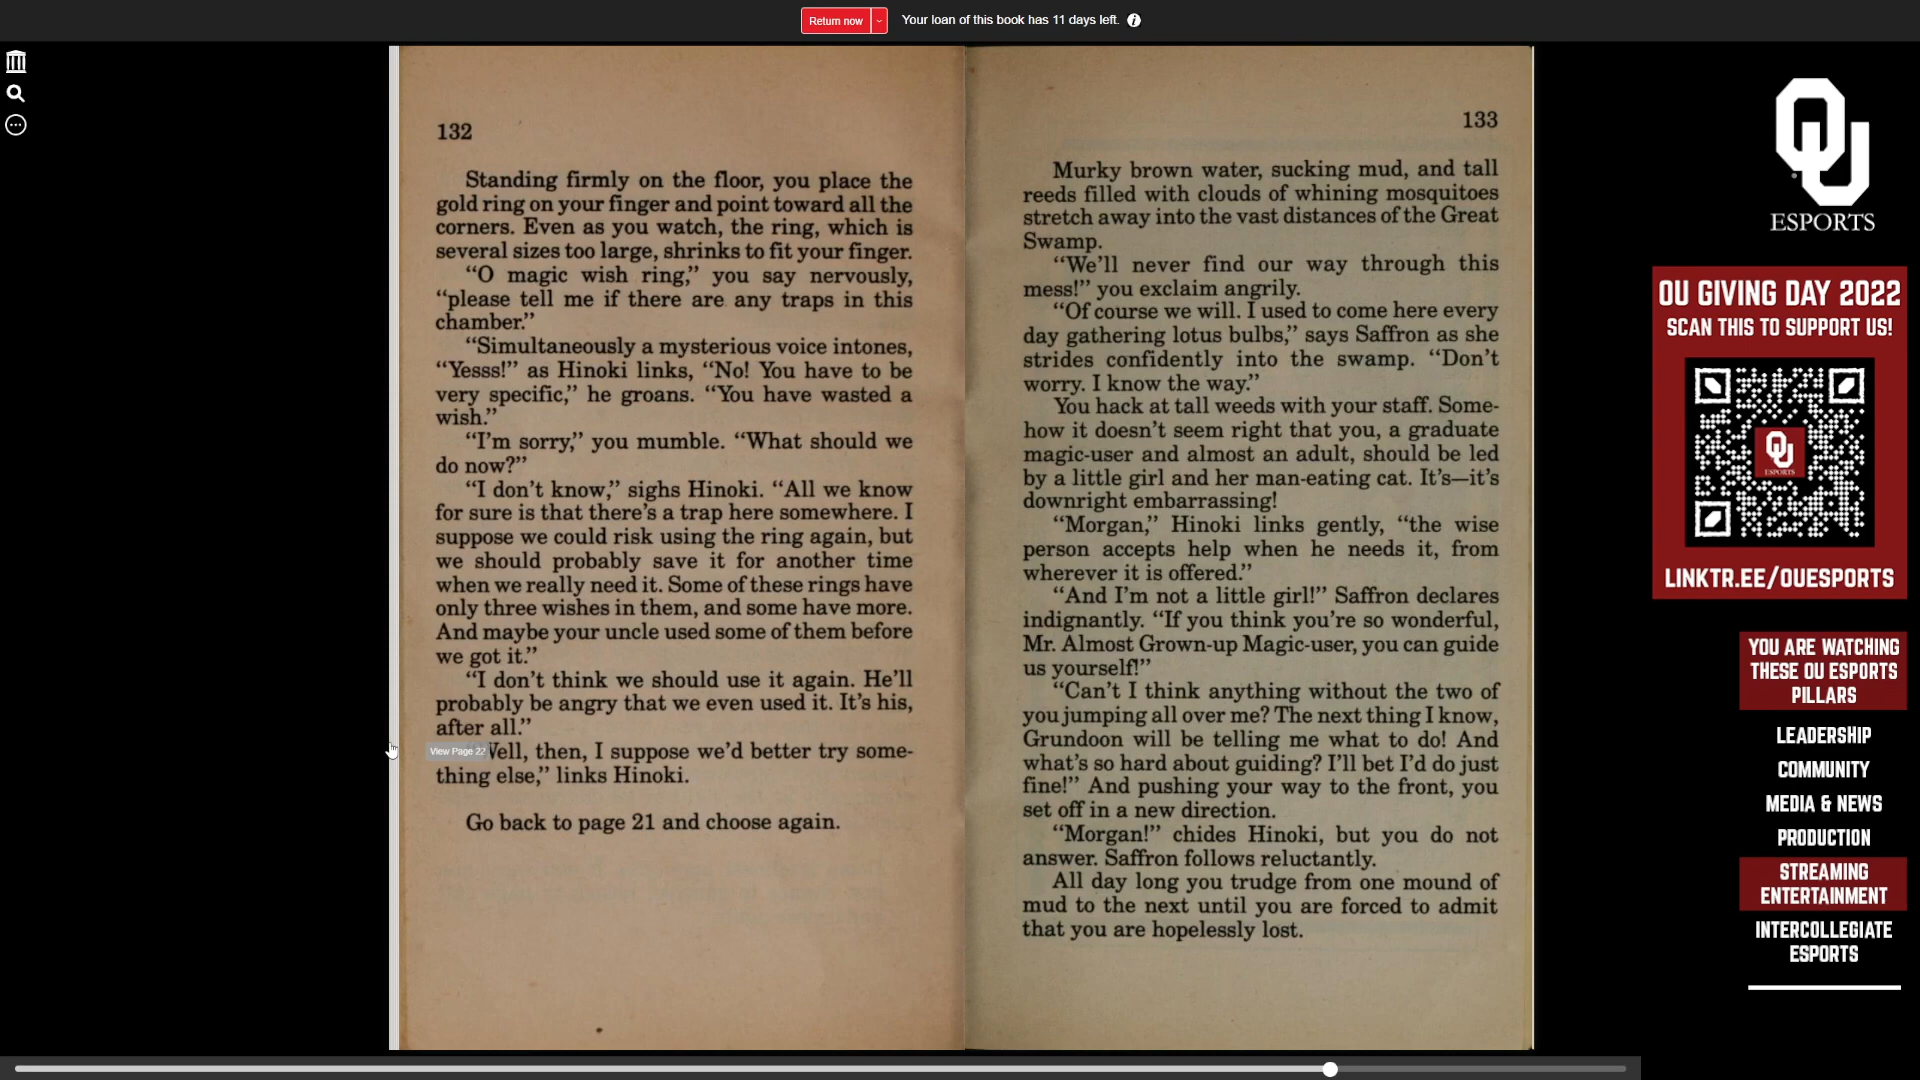 Return now
Your loan of this book has 11 days left.
132
Standing firmly on the floor, you place the
gold ring on your finger and point toward all the
corners. Even as you watch, the ring, which is
several sizes too large, shrinks to fit your finger.
“O magic wish ring,” you say nervously,
“please tell me if there are any traps in this
chamber.”
“Simultaneously a mysterious voice intones,
“Yesss!” as Hinoki links, “No! You have to be
very specific,” he groans. “You have wasted a
wish.”
“I’m sorry,” you mumble. “What should we
do now?”
“I don’t know,” sighs Hinoki. “All we know
for sure is that there’s a trap here somewhere. I
suppose we could risk using the ring again, but
we should probably save it for another time
when we really need it. Some of these rings have
only three wishes in them, and some have more.
And maybe your uncle used some of them before
we got it.”
“I don’t think we should use it again. He’ll
probably be angry that we even used it. It’s his,
after all.”
View Page 22
Well, then, I suppose we’d better try some-
thing else,” links Hinoki.
Go back to page 21 and choose again.
133
Murky brown water, sucking mud, and tall
reeds filled with clouds of whining mosquitoes
stretch away into the vast distances of the Great
Swamp.
“We’ll never find our way through this
mess!” you exclaim angrily.
“Of course we will. I used to come here every
day gathering lotus bulbs,” says Saffron as she
strides confidently into the swamp. “Don’t
worry. I know the way.”
You hack at tall weeds with your staff. Some-
how it doesn’t seem right that you, a graduate
magic-user and almost an adult, should be led
by a little girl and her man-eating cat. It’s—it’s
downright embarrassing!
“Morgan,” Hinoki links gently, “the wise
person accepts help when he needs it, from
wherever it is offered.”
“And I’m not a little girl!” Saffron declares
indignantly. “If you think you’re so wonderful,
Mr. Almost Grown-up Magic-user, you can guide
us yourself!”
“Can’t I think anything without the two of
you jumping all over me? The next thing I know,
Grundoon will be telling me what to do! And
what’s so hard about guiding? I’ll bet I’d do just
fine!” And pushing your way to the front, you
set off in a new direction.
“Morgan!” chides Hinoki, but you do not
answer. Saffron follows reluctantly.
All day long you trudge from one mound of
mud to the next until you are forced to admit
that you are hopelessly lost.
OU
ESPORTS
OU GIVING DAY 2022
SCAN THIS TO SUPPORT US!
OU
ESPORTS
LINKTR.EE/OUESPORTS
YOU ARE WATCHING
THESE OU ESPORTS
PILLARS
LEADERSHIP
COMMUNITY
MEDIA & NEWS
PRODUCTION
STREAMING
ENTERTAINMENT
INTERCOLLEGIATE
ESPORTS